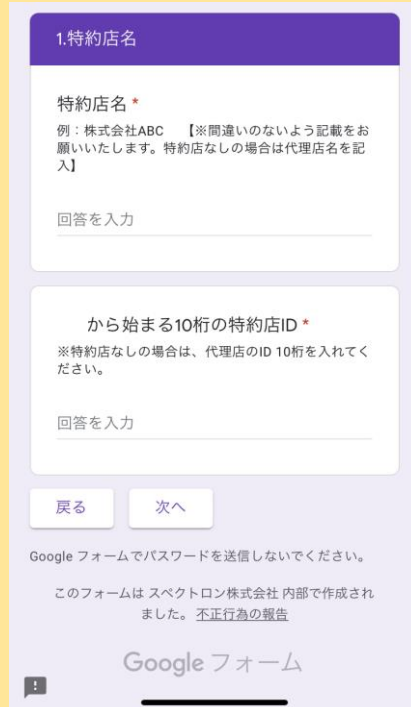 1.特約店名
特約店名 *
例：株式会社ABC　【※間違いのないよう記載をお
願いいたします。特約店なしの場合は代理店名を記
入】
回答を入力
から始まる10桁の特約店ID *
※特約店なしの場合は、代理店のID 10桁を入れてく
ださい。
回答を入力
戻る 次へ
Google フォームでパスワードを送信しないでください。
このフォームは スペクトロン株式会社 内部で作成され
ました。 不正行為の報告
Google フォーム